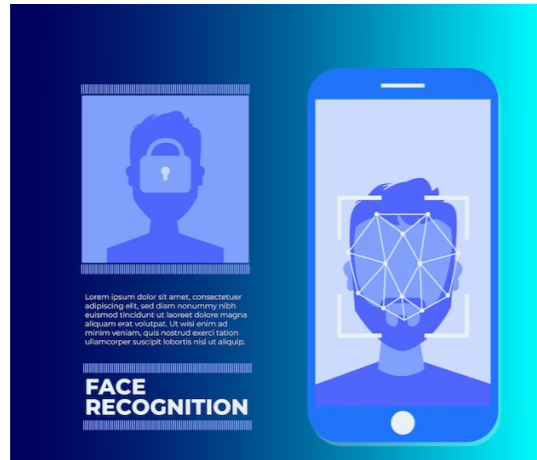 Lorem ipsum dolor sit amet, consectetuer
adipiscing elit, sed diam nonummy nibh
euismod tincidunt ut laoreet dolore magna
aliquam erat volutpat. Ut wisi enim ad
minim veniam, quis nostrud exerci tation
ullamcorper suscipit lobortis nisl ut aliquip.
FACE
RECOGNITION